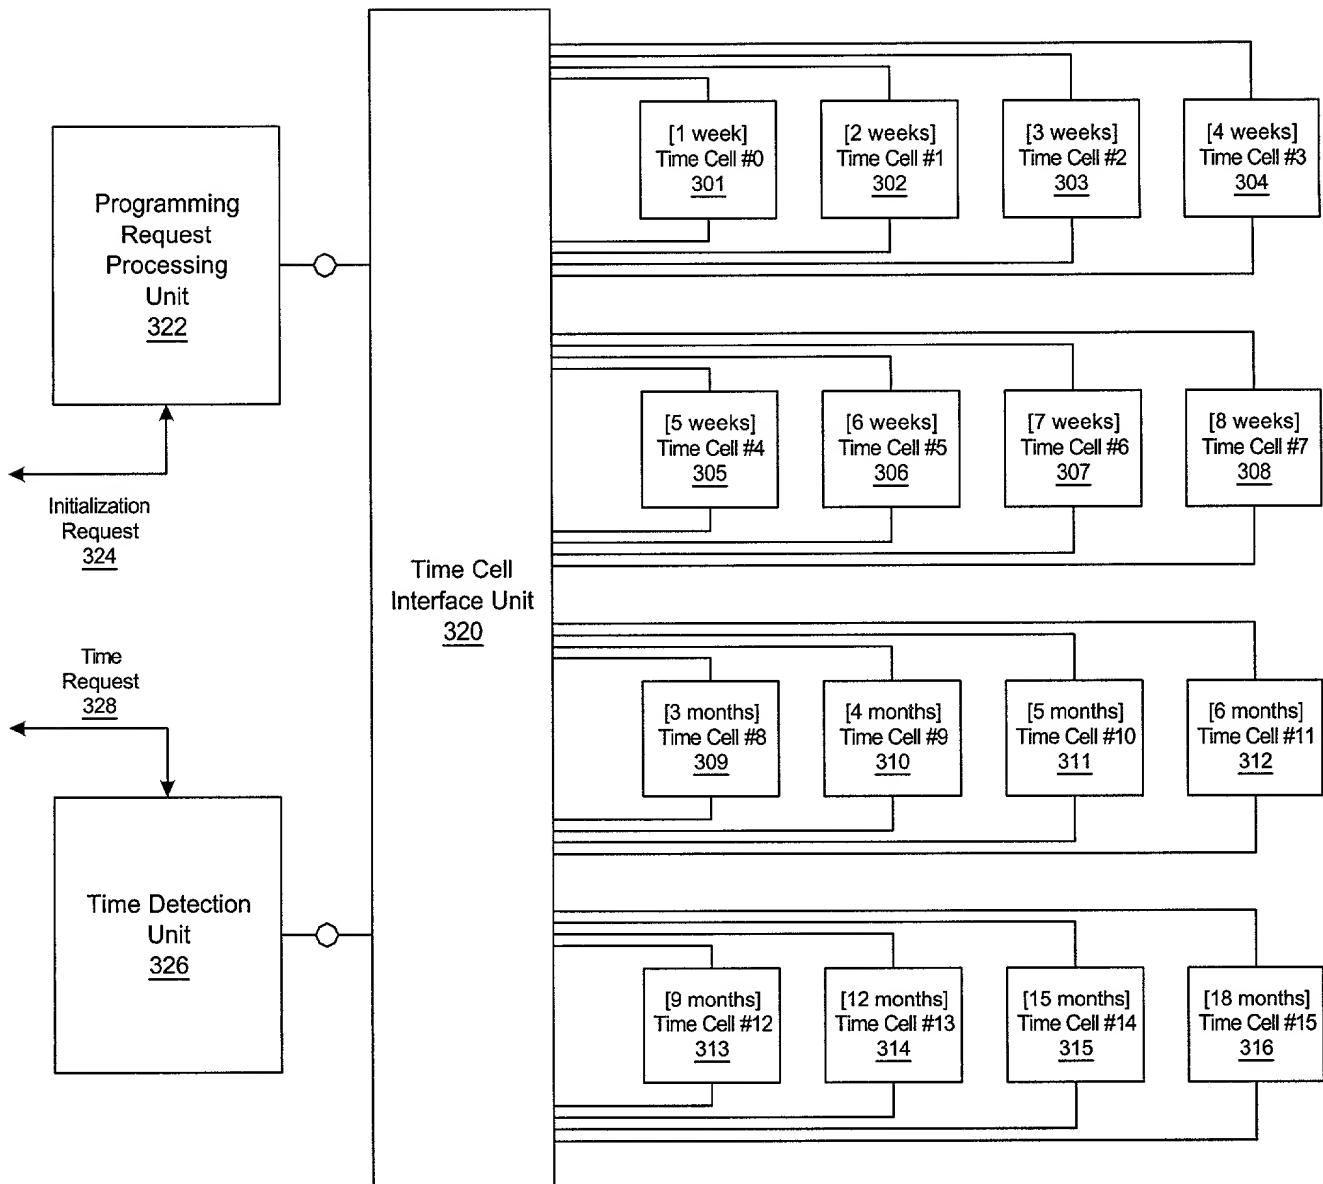 Programming
Request
Processing
Unit
322
Initialization
Request
324
Time
Request
328
Time Detection
Unit
326
Time Cell
Interface Unit
320
[1 week]
Time Cell #0
301
[2 weeks]
Time Cell #1
302
[3 weeks]
Time Cell #2
303
[4 weeks]
Time Cell #3
304
[5 weeks]
Time Cell #4
305
[6 weeks]
Time Cell #5
306
[7 weeks]
Time Cell #6
307
[8 weeks]
Time Cell #7
308
[3 months]
Time Cell #8
309
[4 months]
Time Cell #9
310
[5 months]
Time Cell #10
311
[6 months]
Time Cell #11
312
[9 months]
Time Cell #12
313
[12 months]
Time Cell #13
314
[15 months]
Time Cell #14
315
[18 months]
Time Cell #15
316